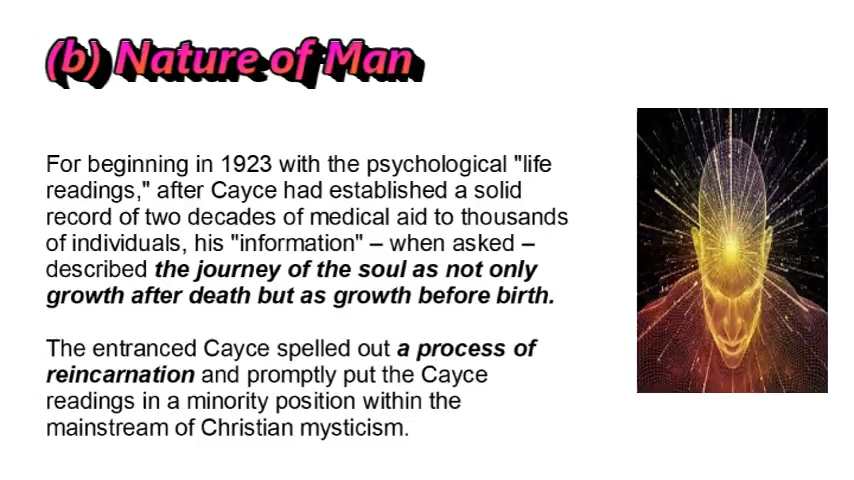 (b) Nature of Man
For beginning in 1923 with the psychological "life
readings," after Cayce had established a solid
record of two decades of medical aid to thousands
of individuals, his "information" – when asked –
described the journey of the soul as not only
growth after death but as growth before birth.
The entranced Cayce spelled out a process of
reincarnation and promptly put the Cayce
readings in a minority position within the
mainstream of Christian mysticism.